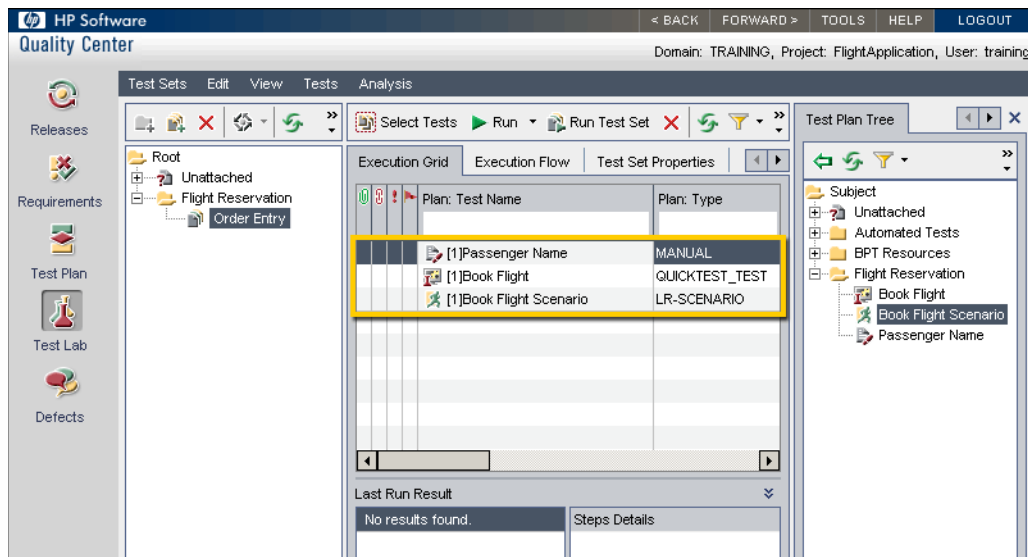 hp HP Software
< BACK FORWARD > TOOLS HELP LOGOUT
Quality Center
Domain: TRAINING, Project: FlightApplication, User: training
Releases
Requirements
Test Plan
Test Lab
Defects
Test Sets Edit View Tests Analysis
Root
Unattached
Flight Reservation
Order Entry
Select Tests Run Run Test Set
Execution Grid Execution Flow Test Set Properties
Plan: Test Name Plan: Type
[1]Passenger Name MANUAL
[1]Book Flight QUICKTEST_TEST
[1]Book Flight Scenario LR-SCENARIO
Last Run Result
No results found. Steps Details
Test Plan Tree
Subject
Unattached
Automated Tests
BPT Resources
Flight Reservation
Book Flight
Book Flight Scenario
Passenger Name